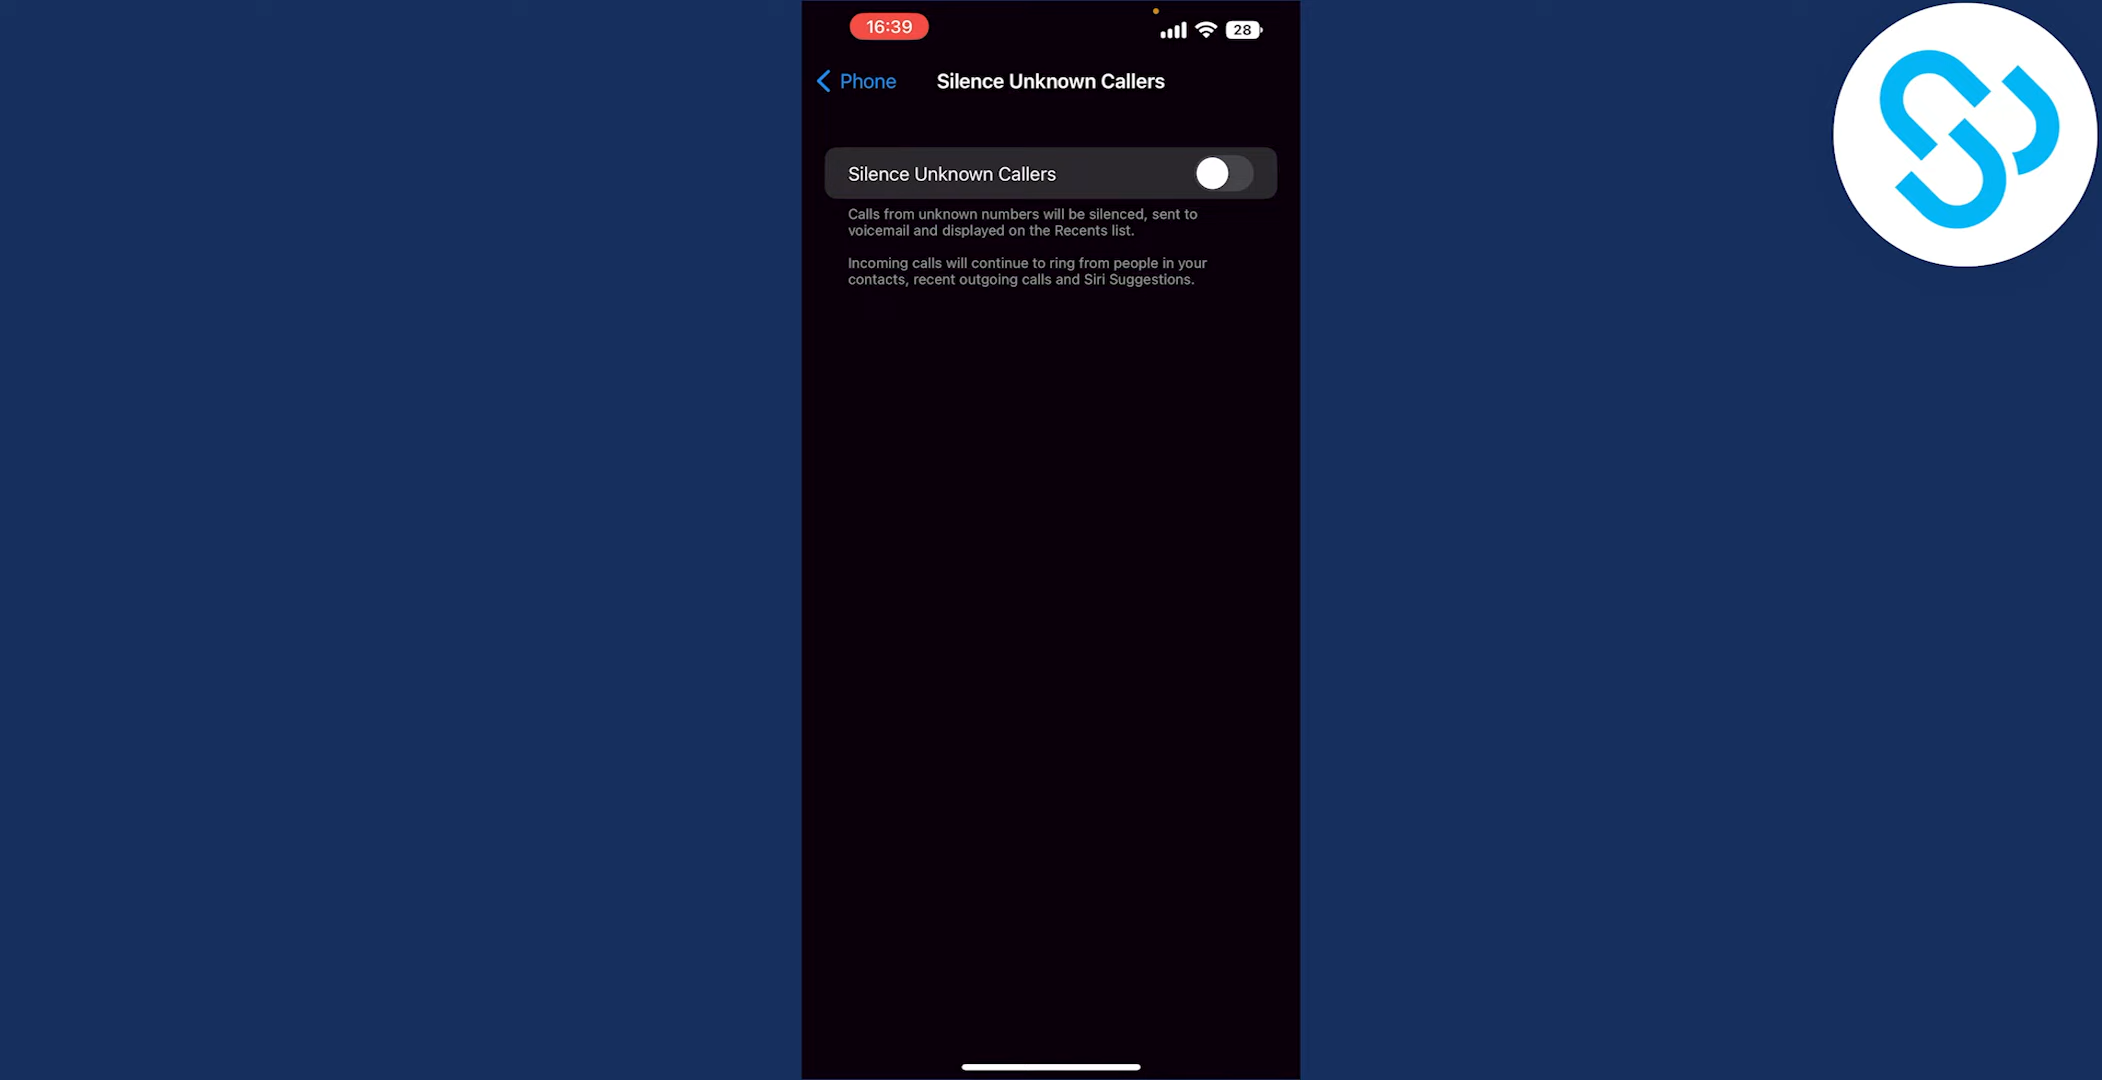 16:39
28
Phone
Silence Unknown Callers
Silence Unknown Callers
Calls from unknown numbers will be silenced, sent to
voicemail and displayed on the Recents list.
Incoming calls will continue to ring from people in your
contacts, recent outgoing calls and Siri Suggestions.